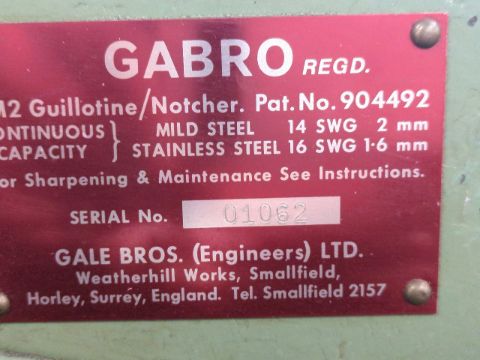 GABRO REGD.
M2 Guillotine/Notcher. Pat. No. 904492
CONTINUOUS CAPACITY } MILD STEEL 14 SWG 2 mm
STAINLESS STEEL 16 SWG 1·6 mm
For Sharpening & Maintenance See Instructions.
SERIAL No. 01062
GALE BROS. (Engineers) LTD.
Weatherhill Works, Smallfield,
Horley, Surrey, England. Tel. Smallfield 2157